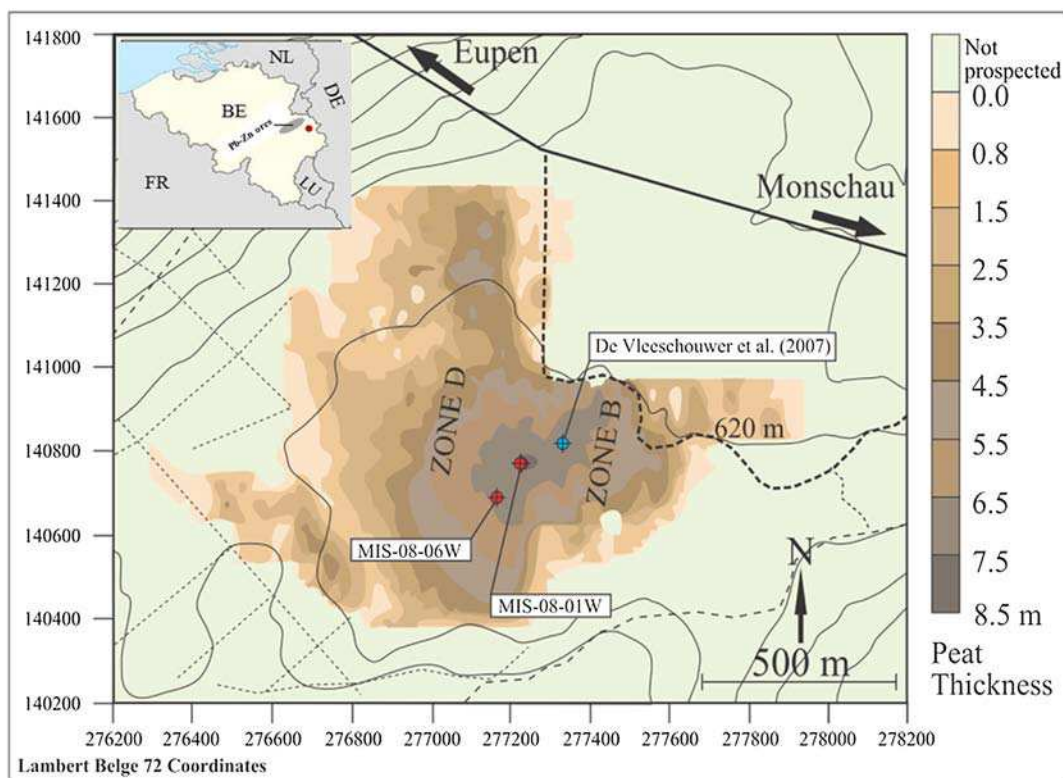 141800
141600
141400
141200
141000
140800
140600
140400
140200
NL
DE
BE
Pb-Zn ores
FR
LU
Eupen
Monschau
De Vleeschouwer et al. (2007)
ZONE D
ZONE B
620 m
MIS-08-06W
MIS-08-01W
N
500 m
276200 276400 276600 276800 277000 277200 277400 277600 277800 278000 278200
Lambert Belge 72 Coordinates
Not
prospected
0.0
0.8
1.5
2.5
3.5
4.5
5.5
6.5
7.5
8.5 m
Peat
Thickness